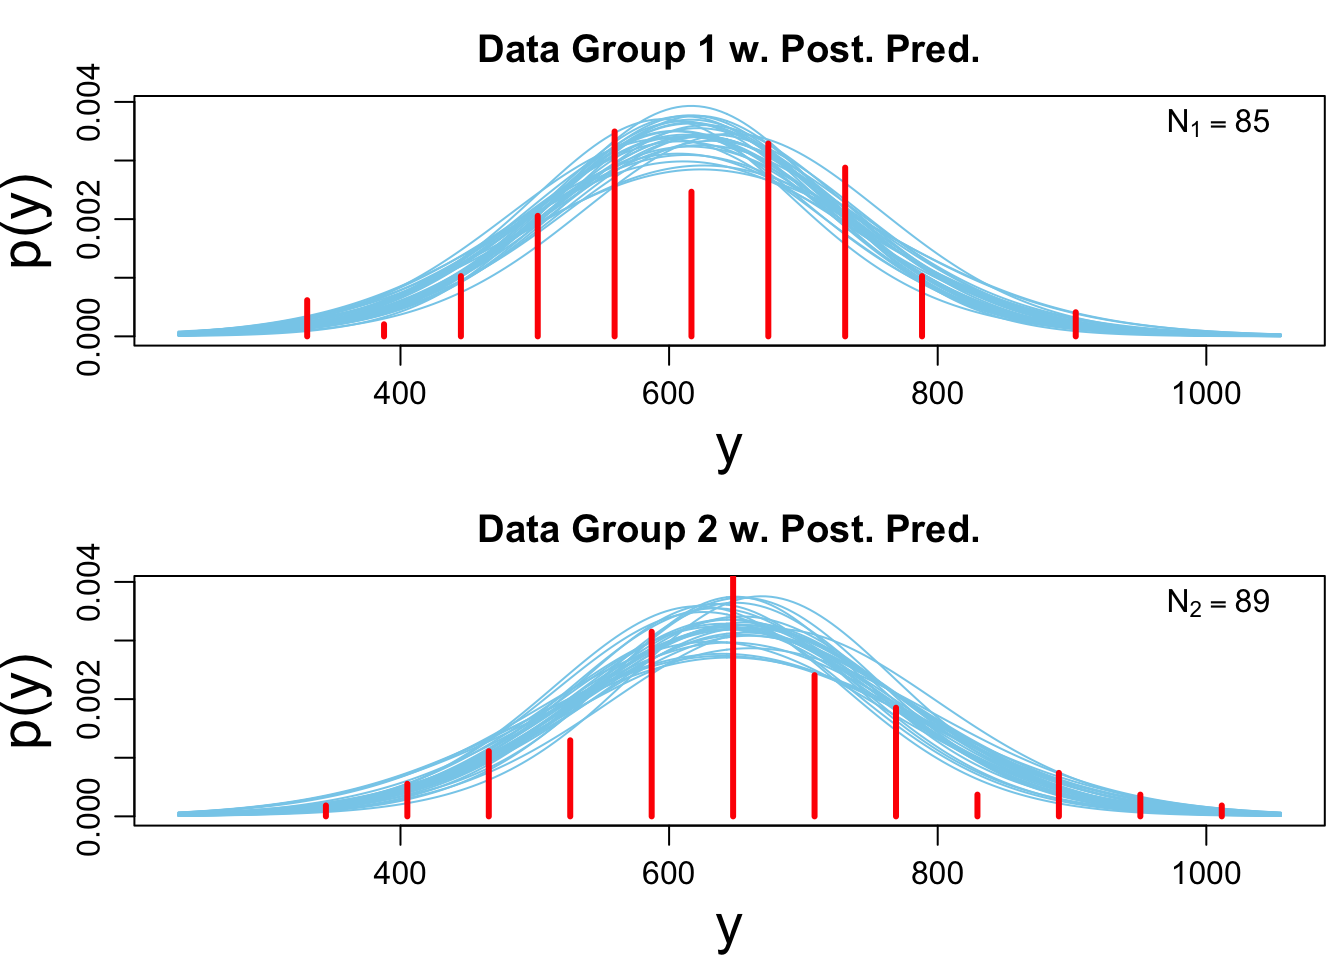 Data Group 1 w. Post. Pred.
N₁ = 85
p(y)
0.004
0.002
0.000
400 600 800 1000
y
Data Group 2 w. Post. Pred.
N₂ = 89
p(y)
0.004
0.002
0.000
400 600 800 1000
y